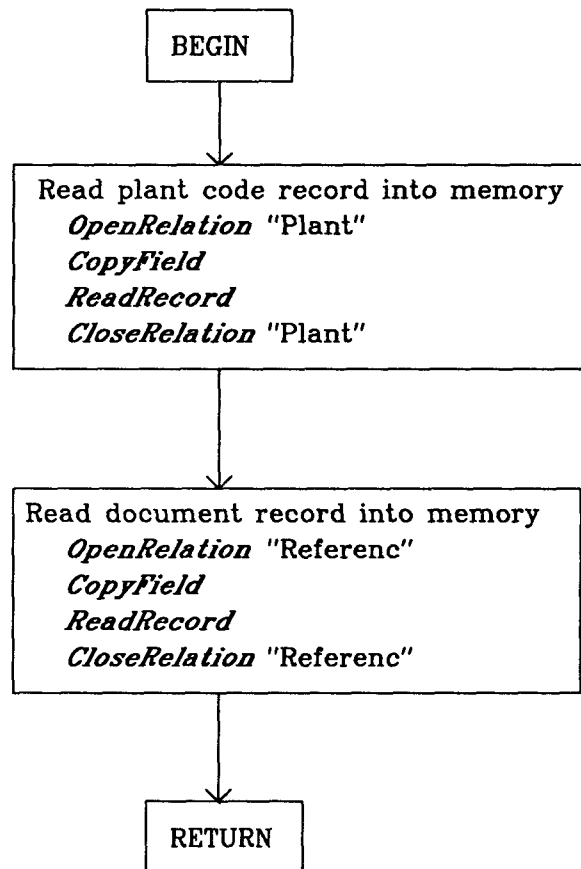 BEGIN
Read plant code record into memory
OpenRelation "Plant"
CopyField
ReadRecord
CloseRelation "Plant"
Read document record into memory
OpenRelation "Referenc"
CopyField
ReadRecord
CloseRelation "Referenc"
RETURN